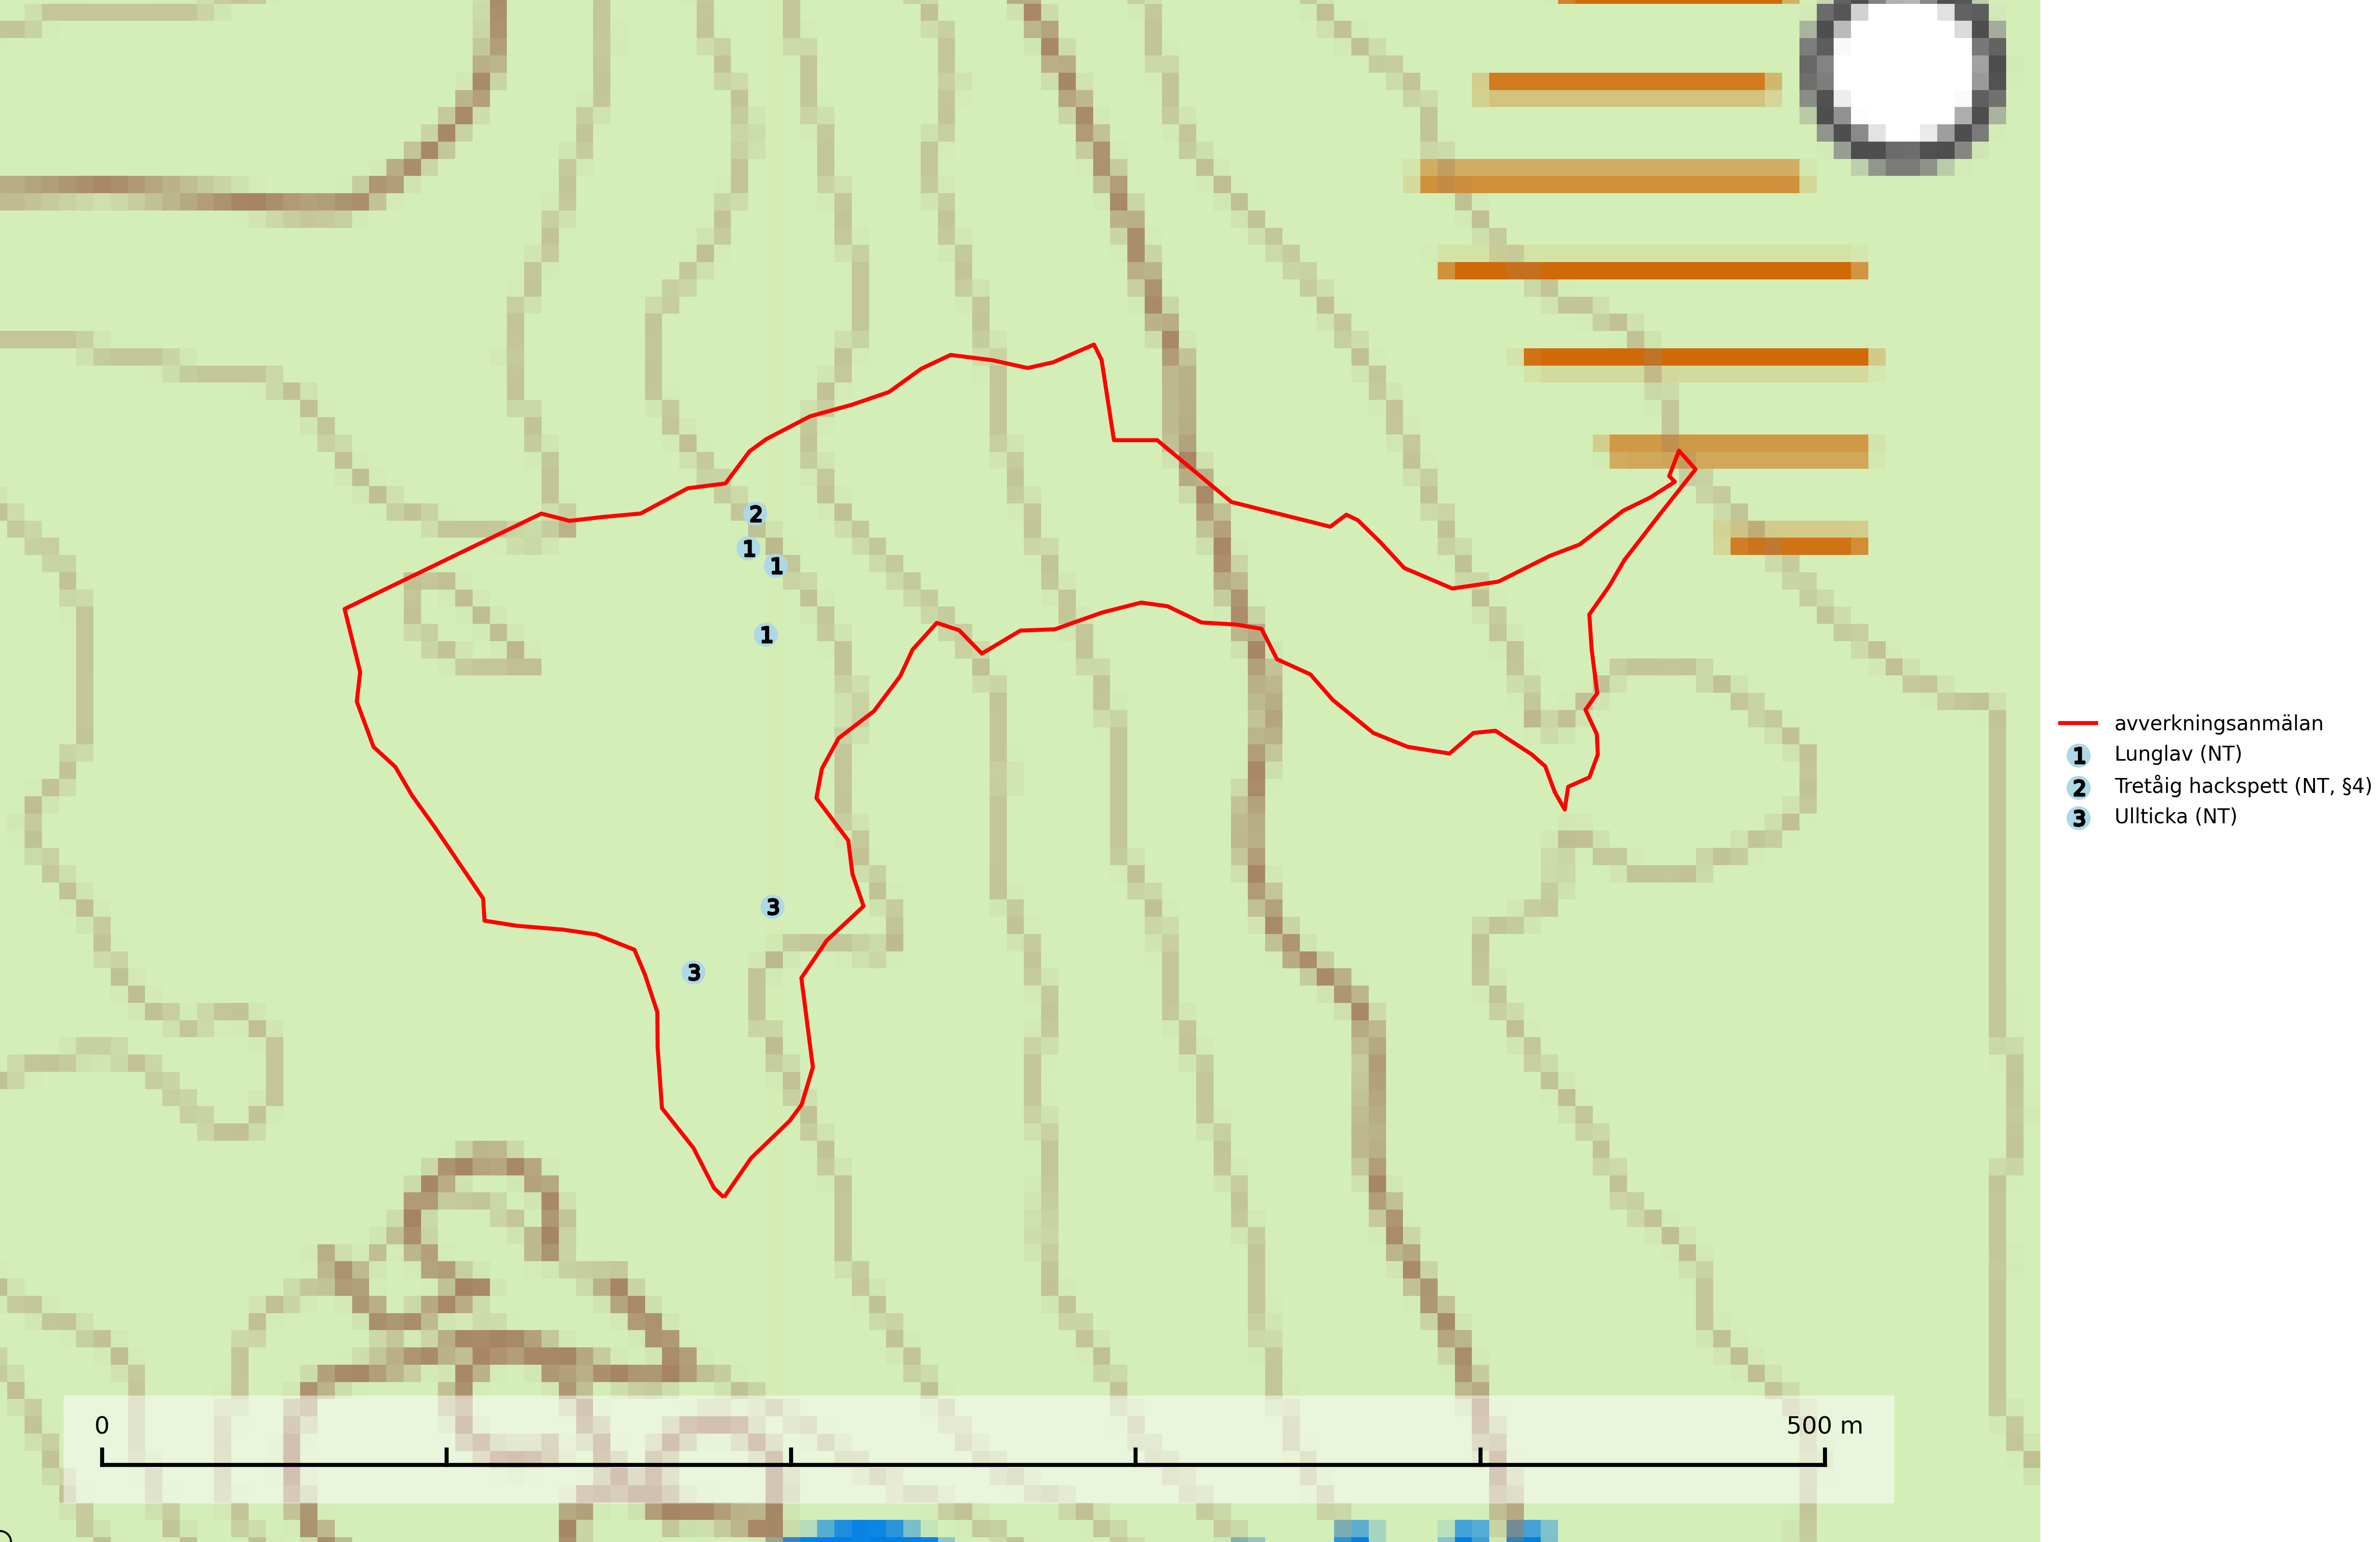 2
1
1
1
3
3
avverkningsanmälan
1 Lunglav (NT)
2 Tretåig hackspett (NT, §4)
3 Ullticka (NT)
0 500 m